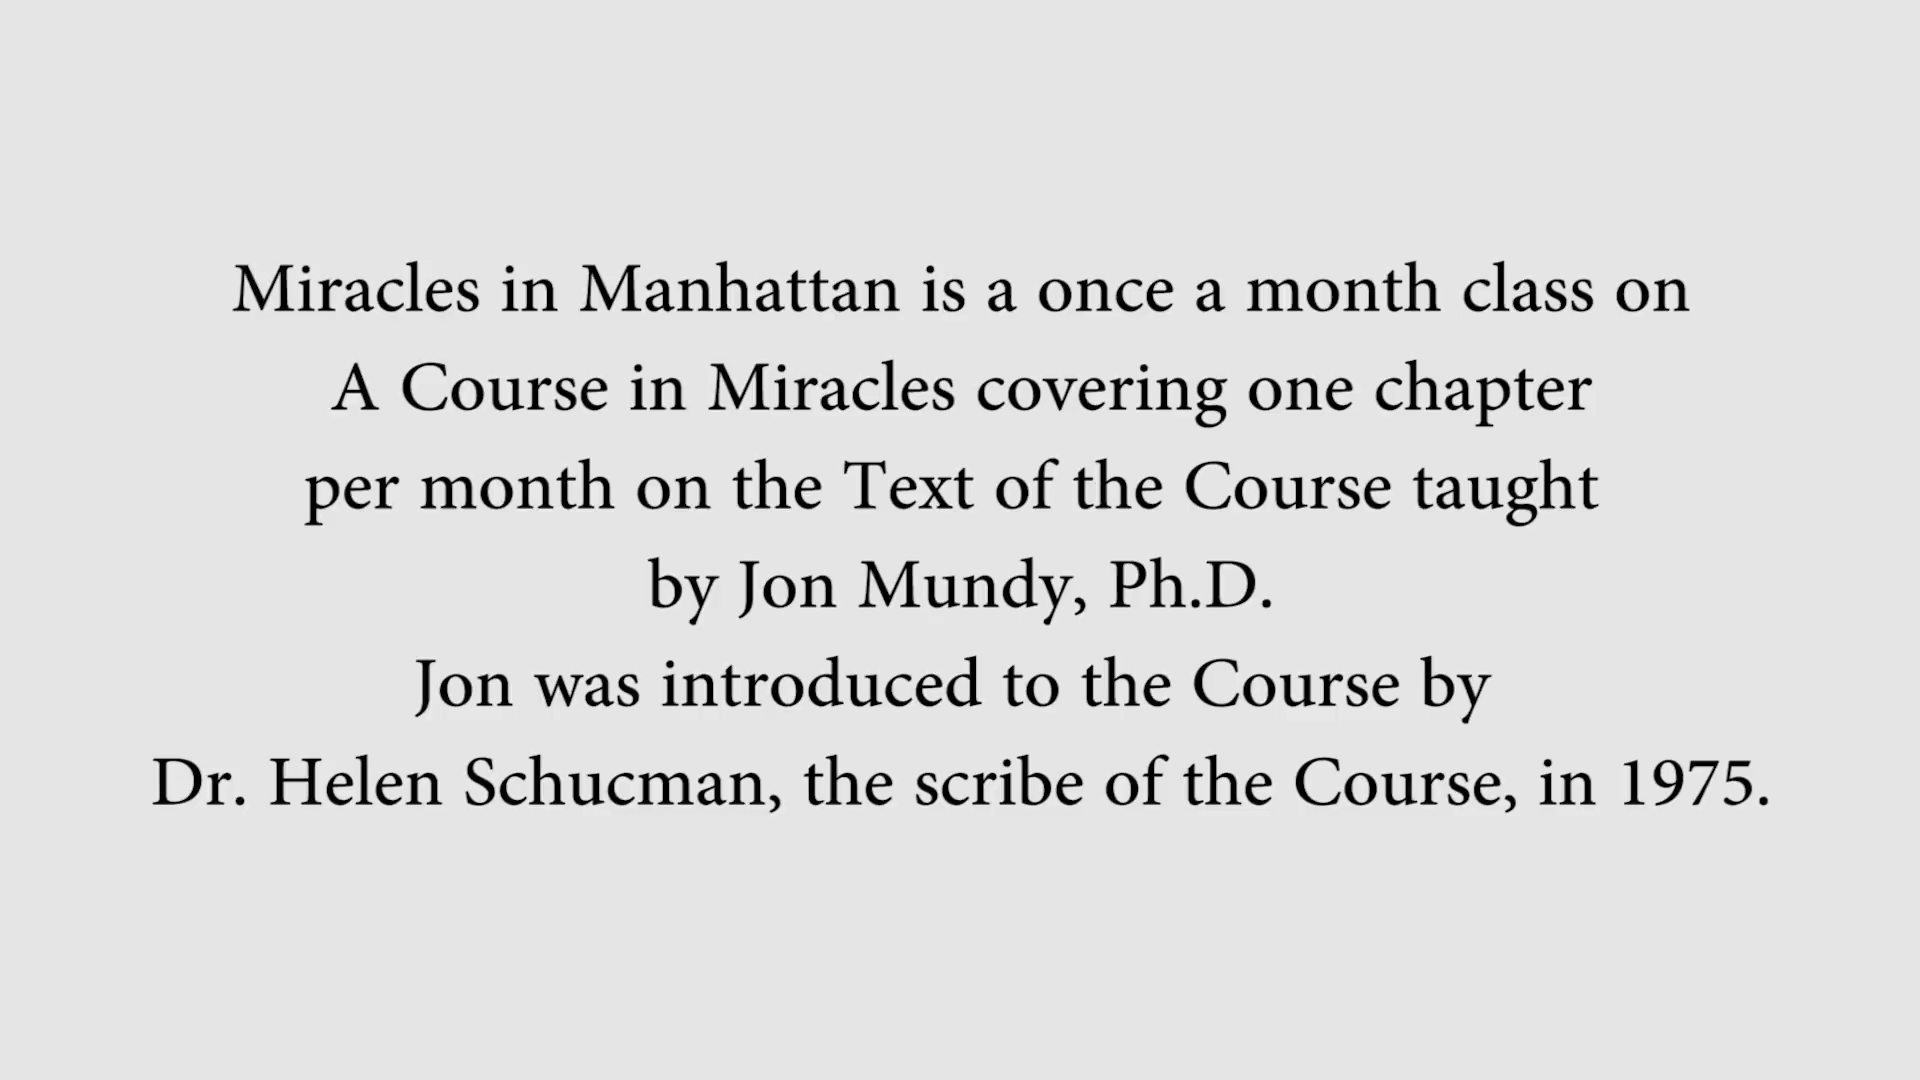 Miracles in Manhattan is a once a month class on
A Course in Miracles covering one chapter
per month on the Text of the Course taught
by Jon Mundy, Ph.D.
Jon was introduced to the Course by
Dr. Helen Schucman, the scribe of the Course, in 1975.